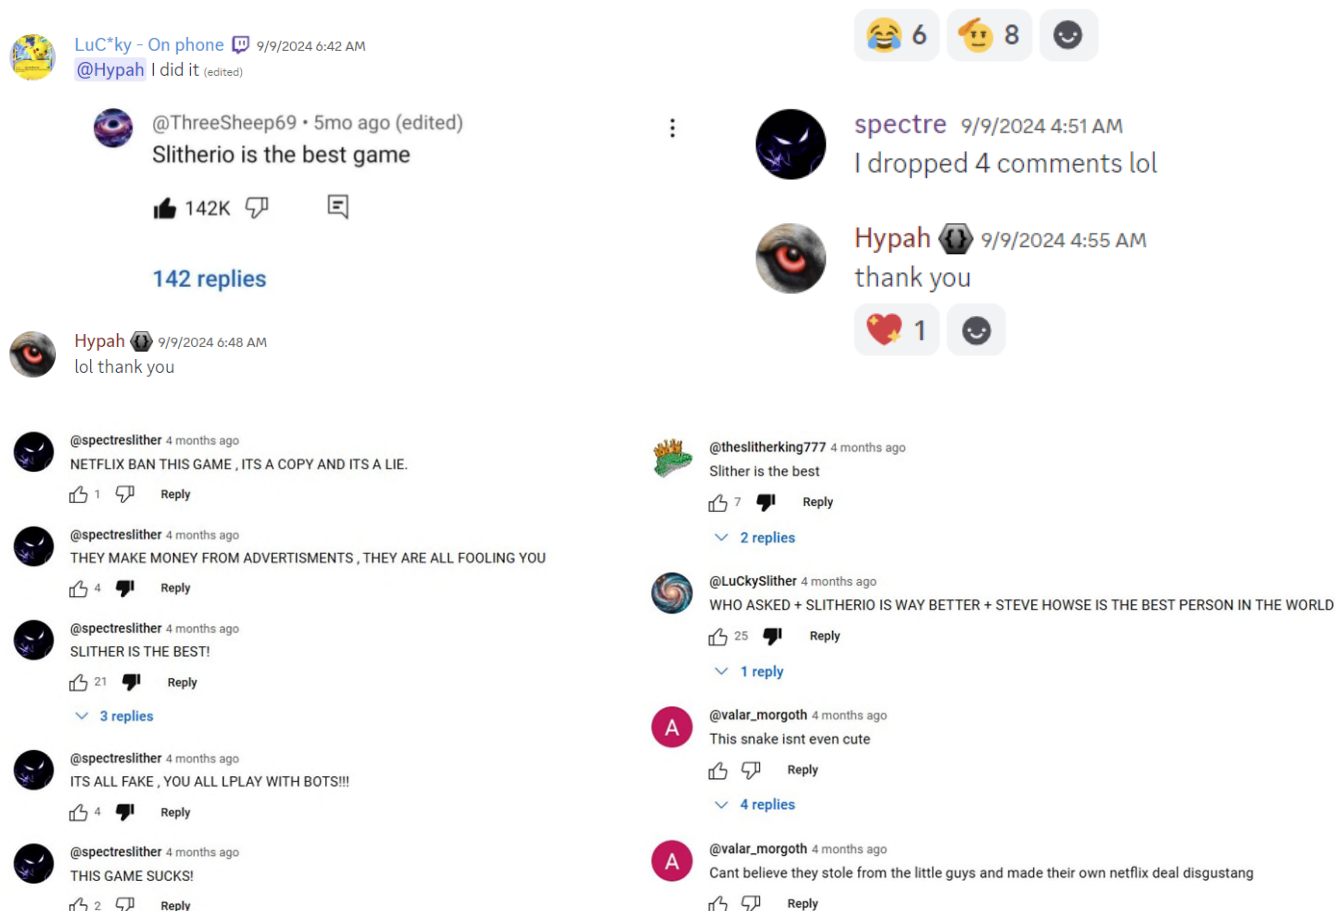 LuC*ky - On phone 9/9/2024 6:42 AM
@Hypah I did it (edited)
@ThreeSheep69 • 5mo ago (edited)
Slitherio is the best game
142K
142 replies
Hypah {} 9/9/2024 6:48 AM
lol thank you
6 8
spectre 9/9/2024 4:51 AM
I dropped 4 comments lol
Hypah {} 9/9/2024 4:55 AM
thank you
1
@spectreslither 4 months ago
NETFLIX BAN THIS GAME , ITS A COPY AND ITS A LIE.
1 Reply
@spectreslither 4 months ago
THEY MAKE MONEY FROM ADVERTISMENTS , THEY ARE ALL FOOLING YOU
4 Reply
@spectreslither 4 months ago
SLITHER IS THE BEST!
21 Reply
3 replies
@spectreslither 4 months ago
ITS ALL FAKE , YOU ALL LPLAY WITH BOTS!!!
4 Reply
@spectreslither 4 months ago
THIS GAME SUCKS!
2 Reply
@theslitherking777 4 months ago
Slither is the best
7 Reply
2 replies
@LuCkySlither 4 months ago
WHO ASKED + SLITHERIO IS WAY BETTER + STEVE HOWSE IS THE BEST PERSON IN THE WORLD
25 Reply
1 reply
A
@valar_morgoth 4 months ago
This snake isnt even cute
Reply
4 replies
A
@valar_morgoth 4 months ago
Cant believe they stole from the little guys and made their own netflix deal disgustang
Reply